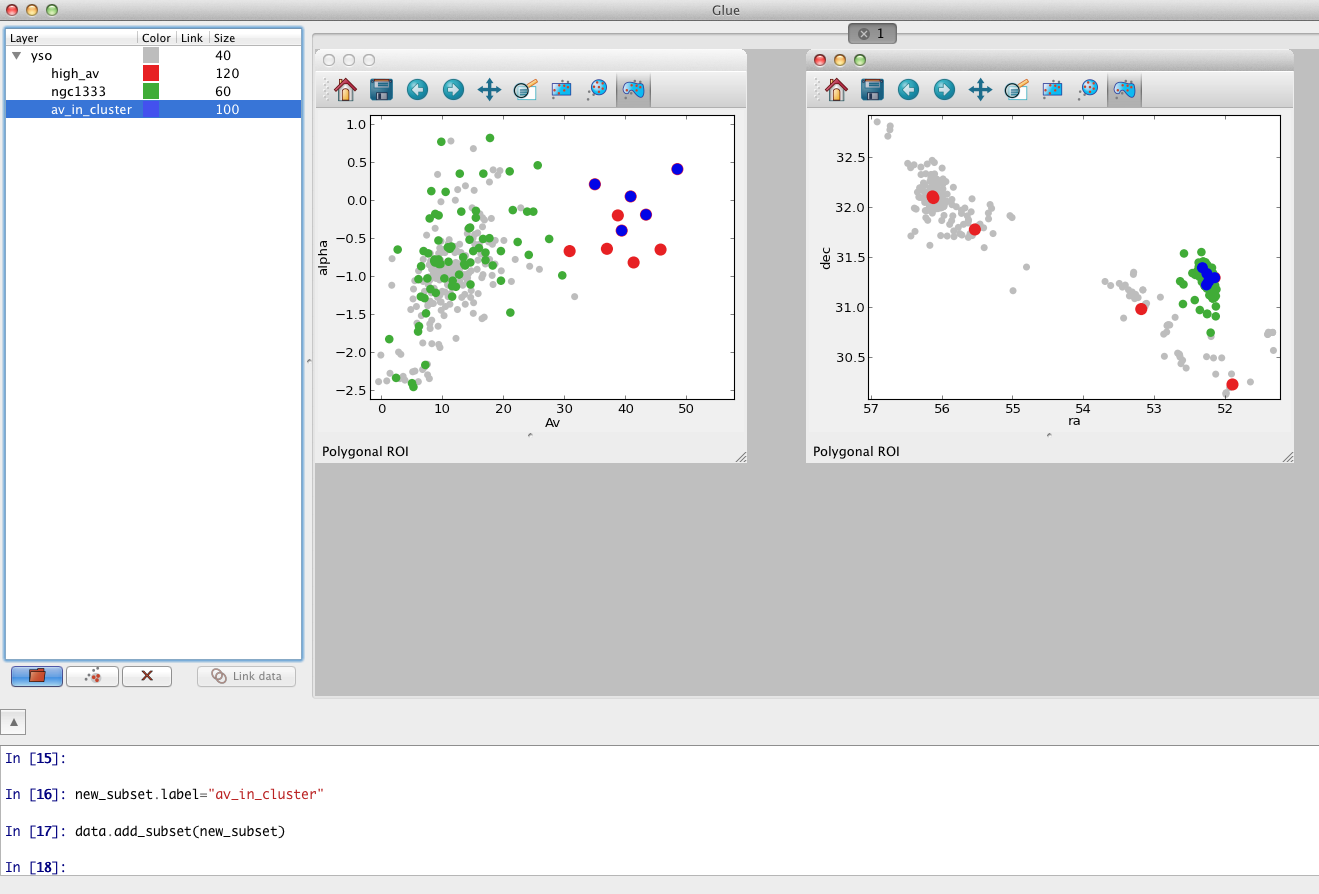 Glue
Layer Color Link Size
yso 40
high_av 120
ngc1333 60
av_in_cluster 100
Link data
1
1.0
0.5
0.0
−0.5
−1.0
−1.5
−2.0
−2.5
alpha
0 10 20 30 40 50
Av
Polygonal ROI
32.5
32.0
31.5
31.0
30.5
dec
57 56 55 54 53 52
ra
Polygonal ROI
In [15]:
In [16]: new_subset.label="av_in_cluster"
In [17]: data.add_subset(new_subset)
In [18]: